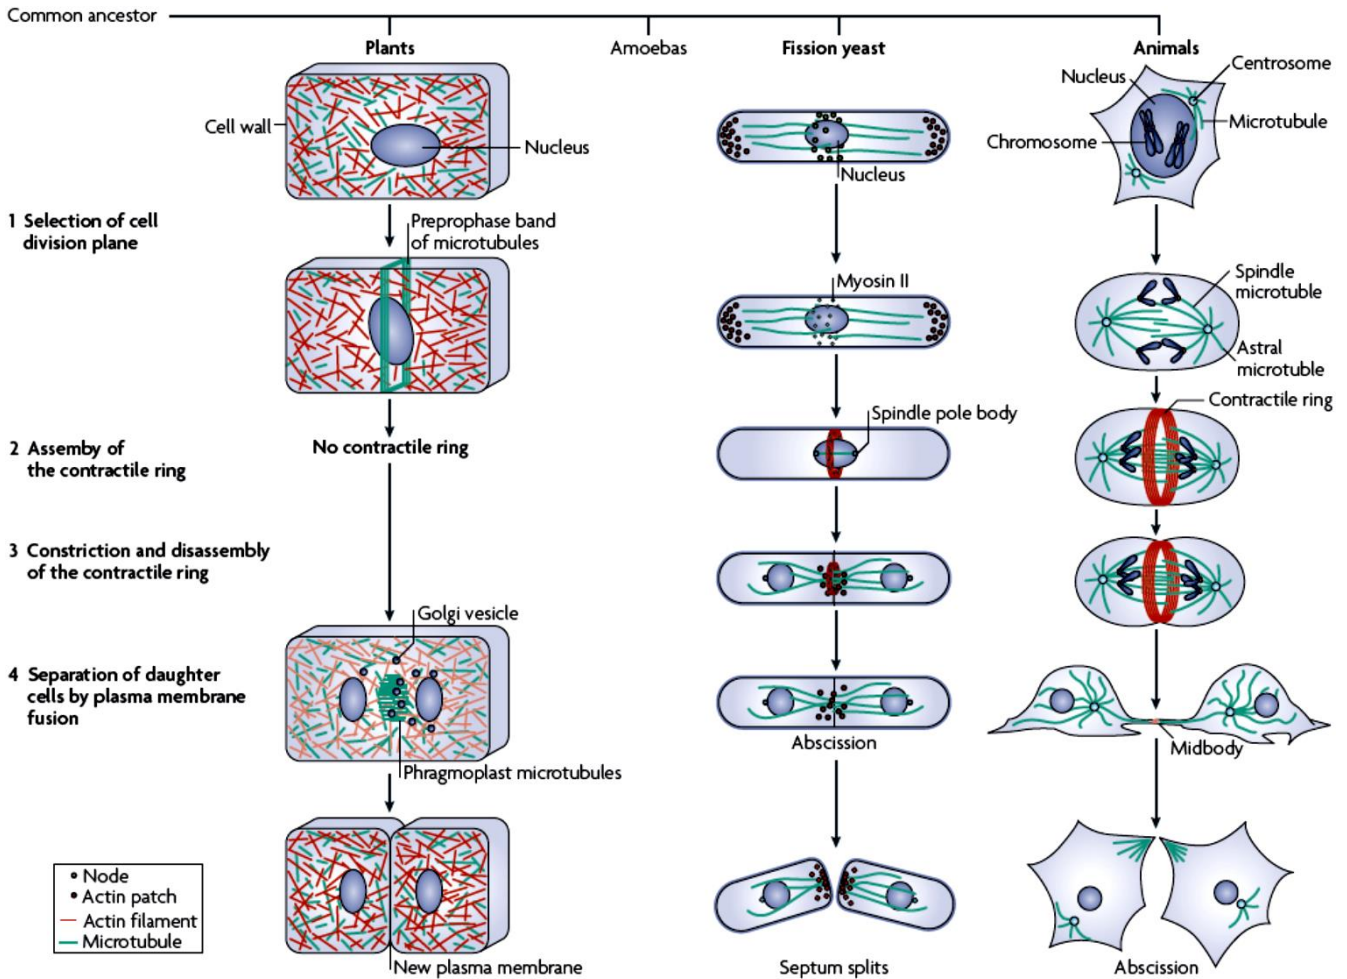 Common ancestor
Plants
Amoebas
Fission yeast
Animals
Cell wall
Nucleus
Nucleus
Nucleus
Centrosome
Microtubule
Chromosome
1 Selection of cell
division plane
Preprophase band
of microtubules
Myosin II
Spindle
microtuble
Astral
microtuble
2 Assemby of
the contractile ring
No contractile ring
Spindle pole body
Contractile ring
3 Constriction and disassembly
of the contractile ring
4 Separation of daughter
cells by plasma membrane
fusion
Golgi vesicle
Phragmoplast microtubules
Abscission
Midbody
Node
Actin patch
Actin filament
Microtubule
New plasma membrane
Septum splits
Abscission